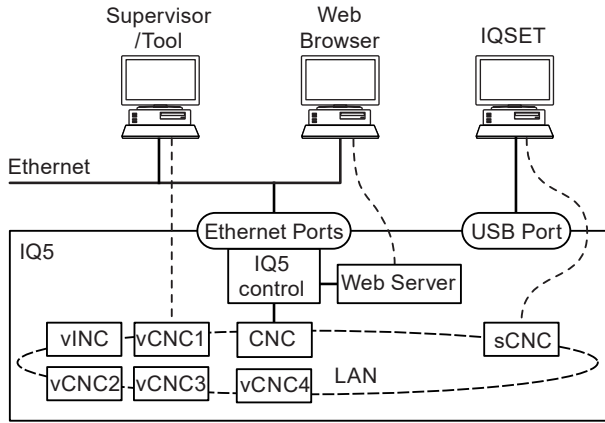 Supervisor
/Tool
Web
Browser
IQSET
Ethernet
Ethernet Ports
USB Port
IQ5
IQ5
control
Web Server
vINC
vCNC1
CNC
sCNC
vCNC2
vCNC3
vCNC4
LAN